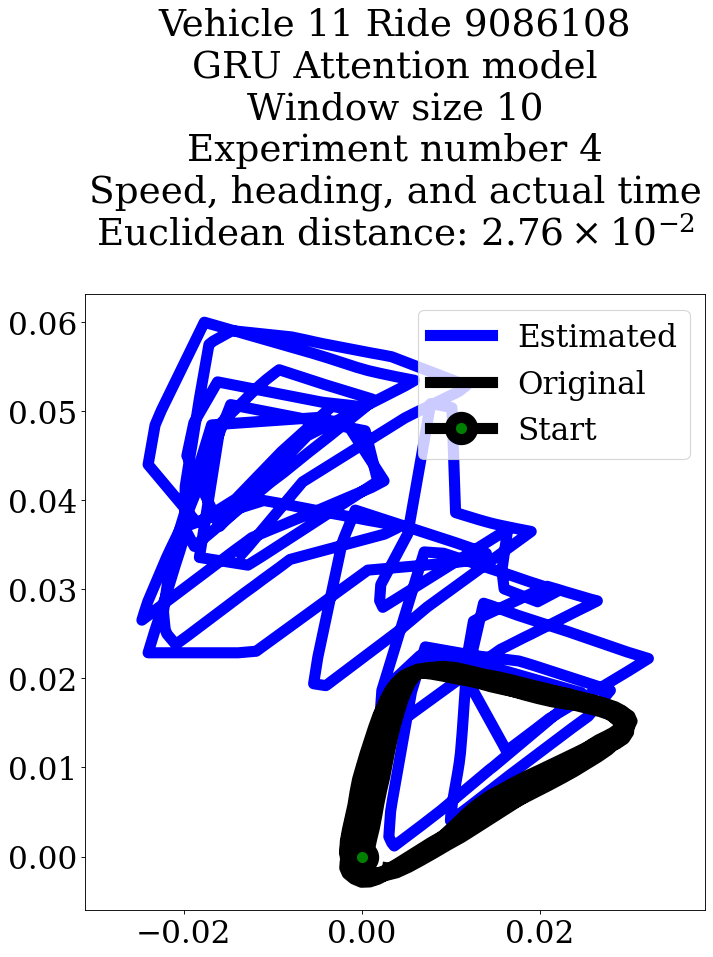 Vehicle 11 Ride 9086108
GRU Attention model
Window size 10
Experiment number 4
Speed, heading, and actual time
Euclidean distance: 2.76 × 10⁻²
0.06
0.05
0.04
0.03
0.02
0.01
0.00
Estimated
Original
Start
−0.02
0.00
0.02